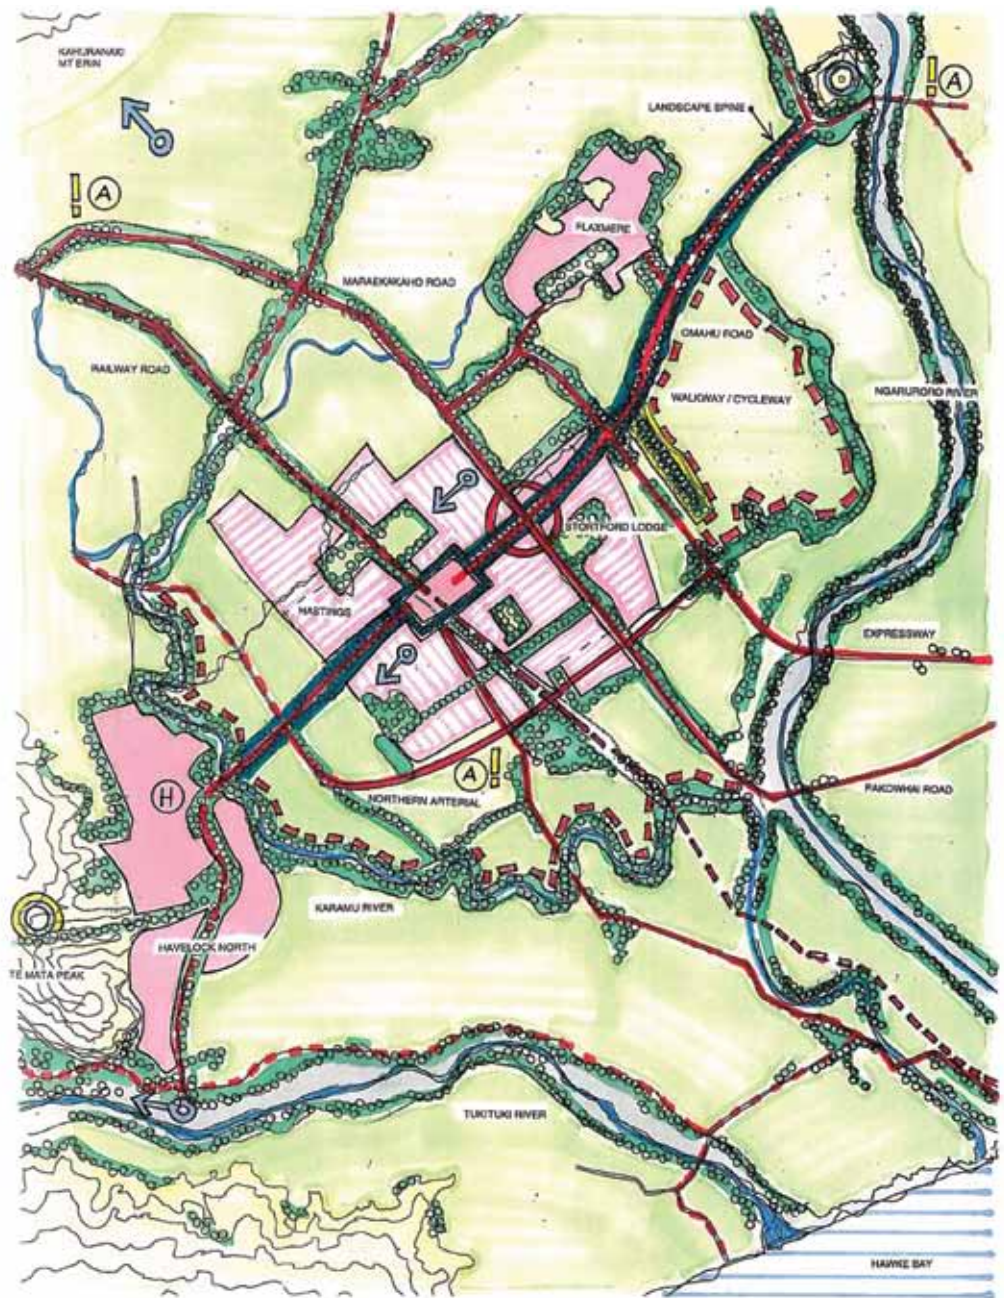 KAHURANAKI
MT ERIN
A
LANDSCAPE SPINE
A
FLAXMERE
MARAEKAKAHO ROAD
OMAHU ROAD
RAILWAY ROAD
WALKWAY / CYCLEWAY
NGARURORO RIVER
STORTFORD LODGE
HASTINGS
EXPRESSWAY
A
H
NORTHERN ARTERIAL
PAKOWHAI ROAD
KARAMU RIVER
HAVELOCK NORTH
TE MATA PEAK
TUKITUKI RIVER
HAWKE BAY